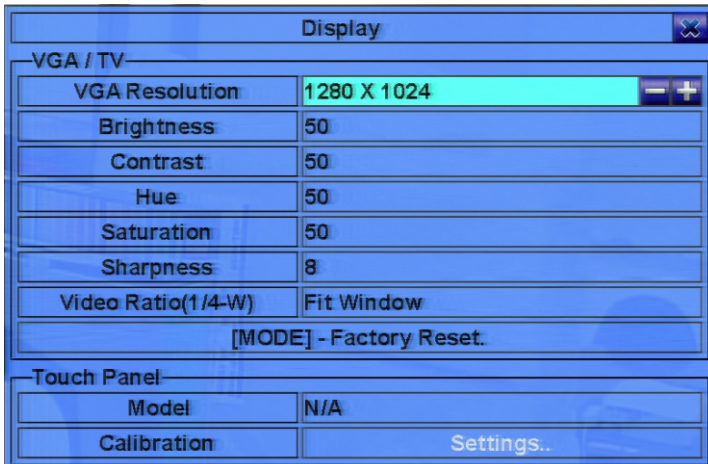 Display
VGA / TV
VGA Resolution 1280 X 1024
Brightness 50
Contrast 50
Hue 50
Saturation 50
Sharpness 8
Video Ratio(1/4-W) Fit Window
[MODE] - Factory Reset.
Touch Panel
Model N/A
Calibration Settings..